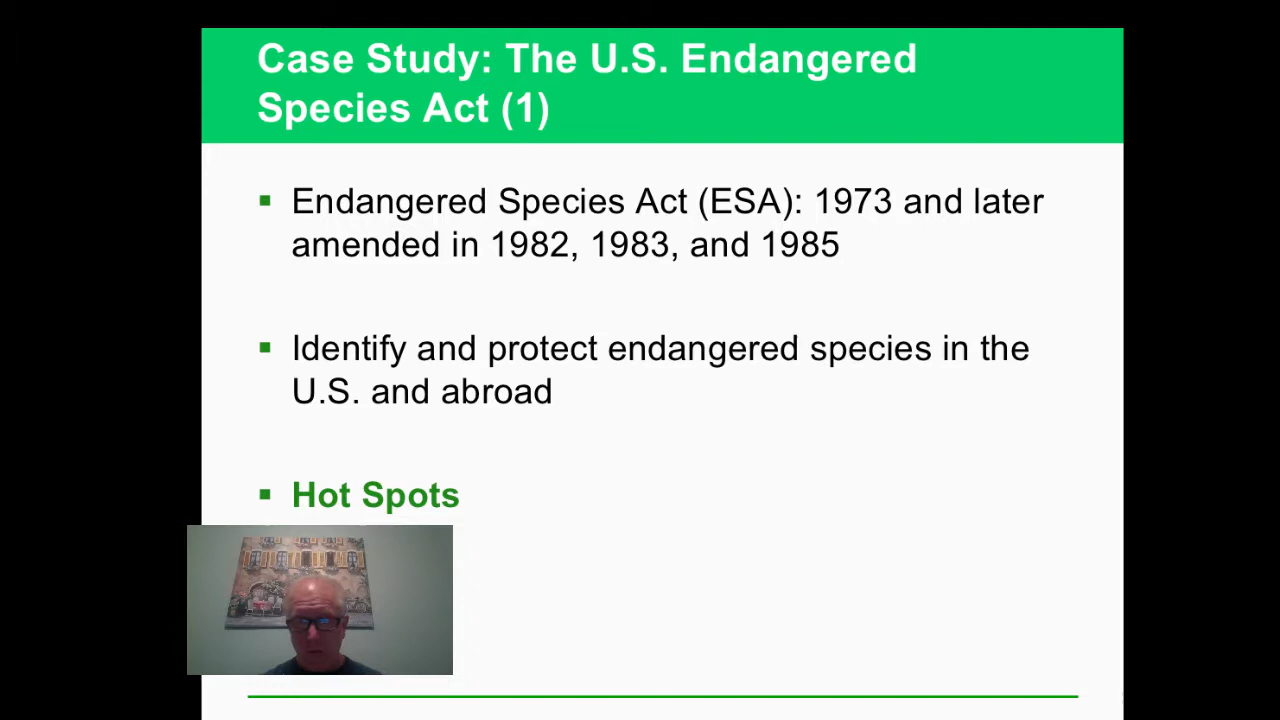 Case Study: The U.S. Endangered
Species Act (1)
▪ Endangered Species Act (ESA): 1973 and later
amended in 1982, 1983, and 1985
▪ Identify and protect endangered species in the
U.S. and abroad
▪ Hot Spots